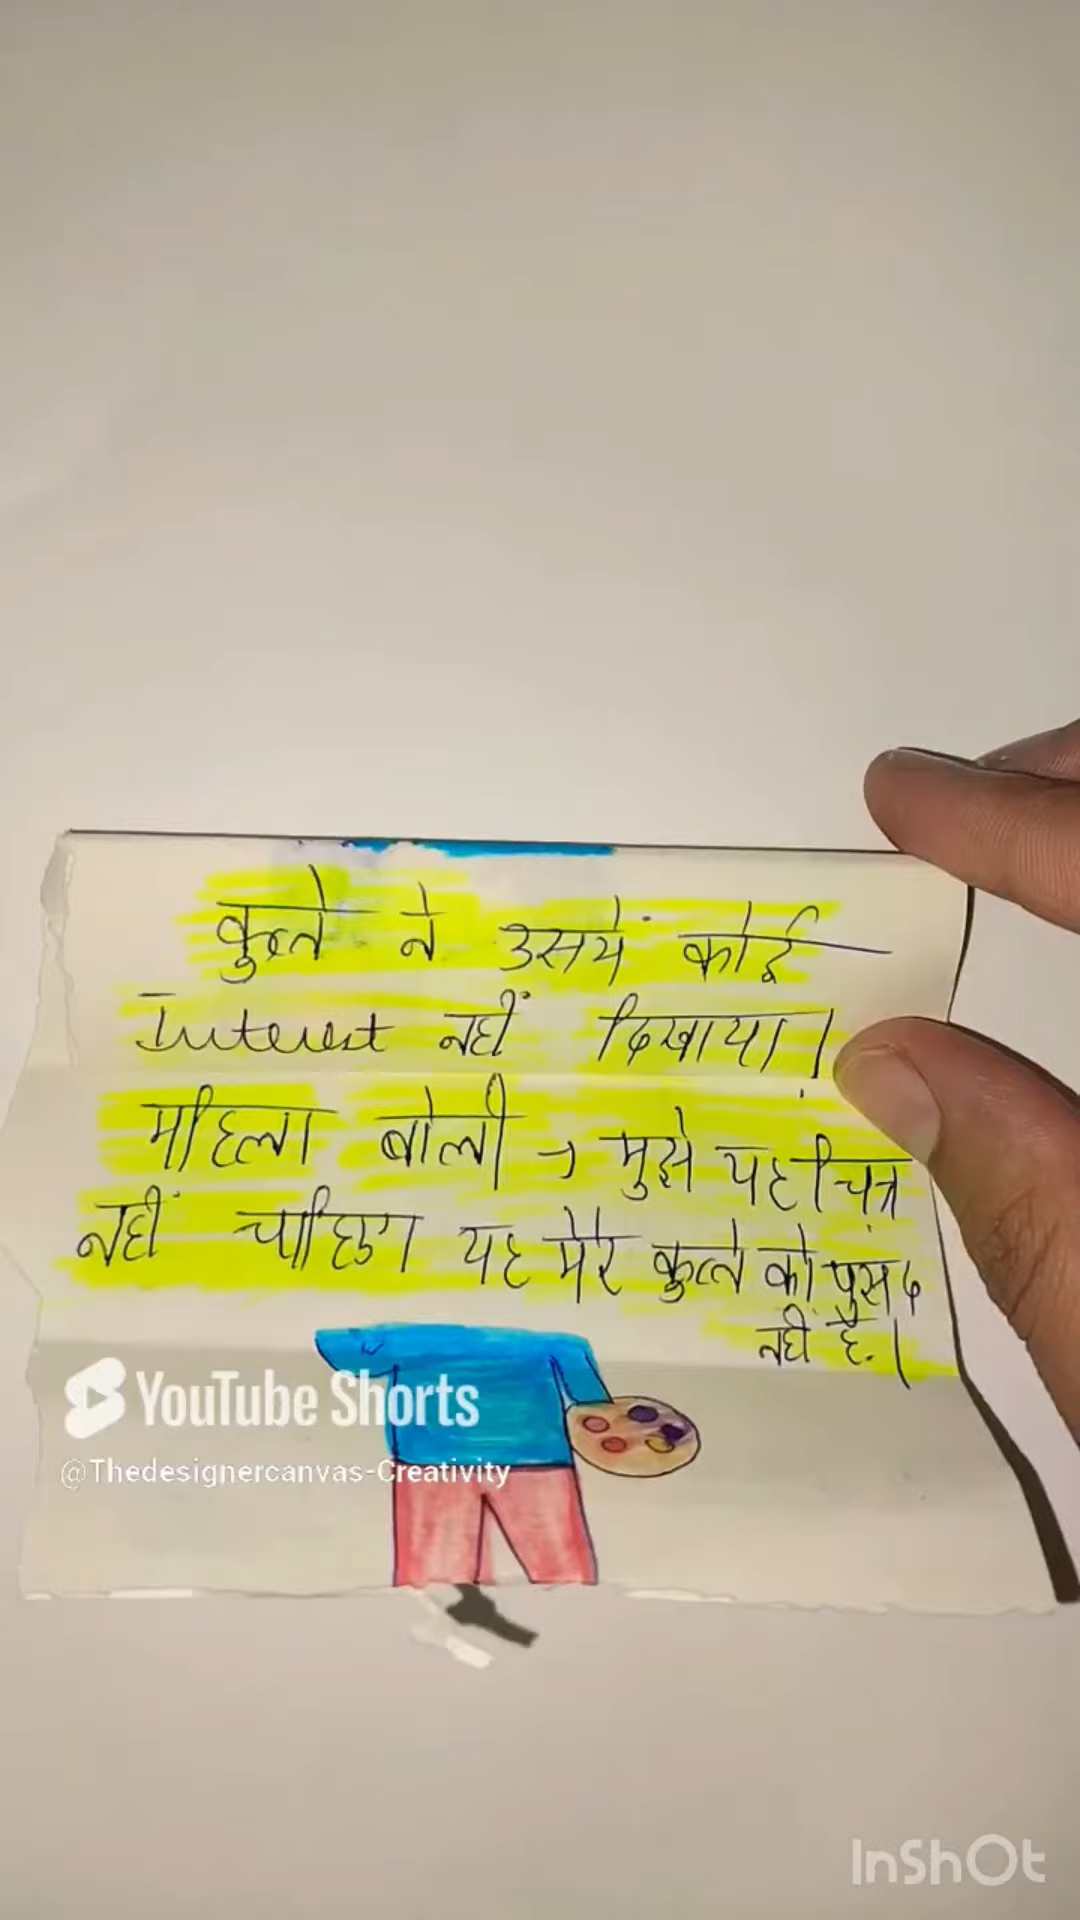 कुत्ते ने उसमें कोई
Interest नहीं दिखाया।
महिला बोली, मुझे यह चित्र
नहीं चाहिए यह मेरे कुत्ते को पसंद
नहीं है।
YouTube Shorts
@Thedesignercanvas-Creativity
InShOt